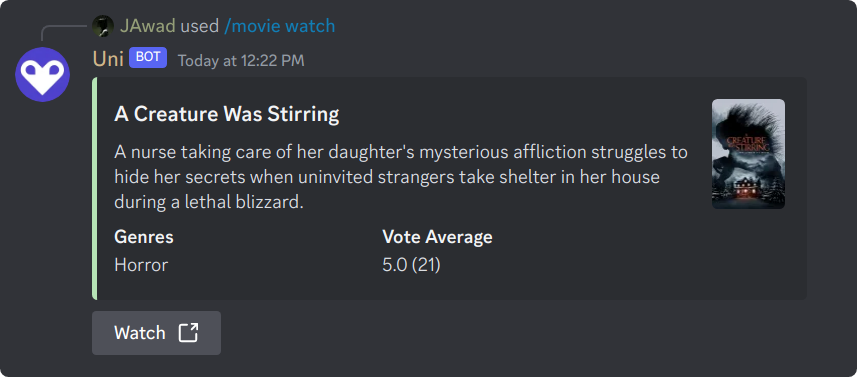 JAwad used /movie watch
Uni BOT Today at 12:22 PM
A Creature Was Stirring
A nurse taking care of her daughter's mysterious affliction struggles to
hide her secrets when uninvited strangers take shelter in her house
during a lethal blizzard.
CREATURE
STIRRING
Genres Vote Average
Horror 5.0 (21)
Watch